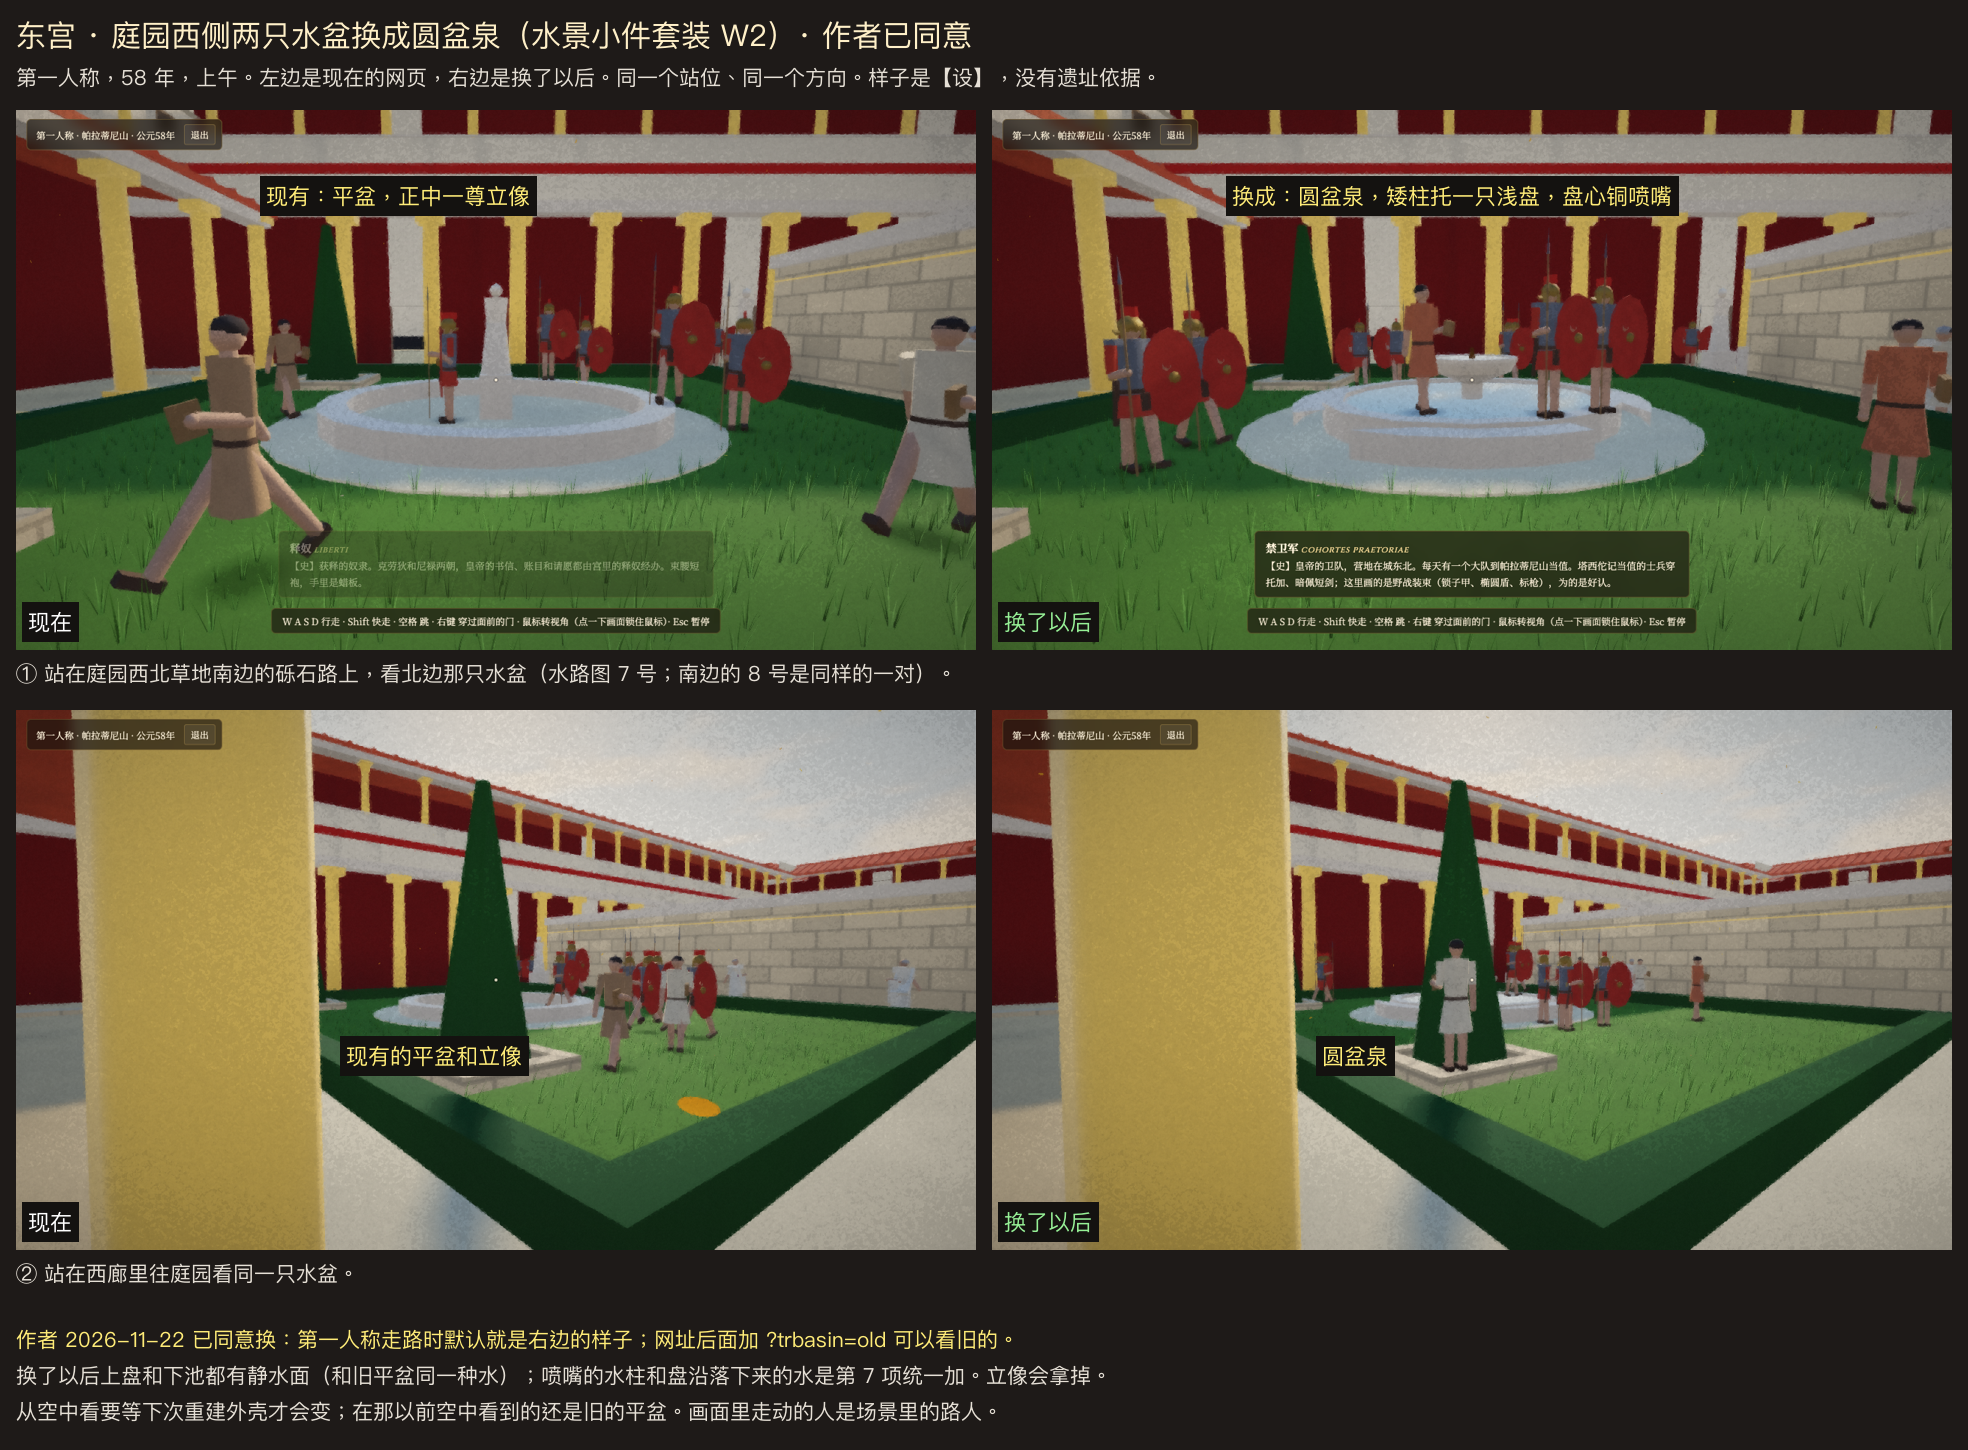 东宫 · 庭园西侧两只水盆换成圆盆泉（水景小件套装 W2）· 作者已同意
第一人称，58 年，上午。左边是现在的网页，右边是换了以后。同一个站位、同一个方向。样子是【设】，没有遗址依据。
第一人称 · 帕拉蒂尼山 · 公元58年 退出
现有：平盆，正中一尊立像
释奴 LIBERTI
【史】获释的奴隶。克劳狄和尼禄两朝，皇帝的书信、账目和请愿都由宫里的释奴经办。束腰短
袍，手里是蜡板。
W A S D 行走 · Shift 快走 · 空格 跳 · 右键 穿过面前的门 · 鼠标转视角（点一下画面锁住鼠标）· Esc 暂停
现在
第一人称 · 帕拉蒂尼山 · 公元58年 退出
换成：圆盆泉，矮柱托一只浅盘，盘心铜喷嘴
禁卫军 COHORTES PRAETORIAE
【史】皇帝的卫队，营地在城东北。每天有一个大队到帕拉蒂尼山当值。塔西佗记当值的士兵穿
托加、暗佩短剑；这里画的是野战装束（锁子甲、椭圆盾、标枪），为的是好认。
W A S D 行走 · Shift 快走 · 空格 跳 · 右键 穿过面前的门 · 鼠标转视角（点一下画面锁住鼠标）· Esc 暂停
换了以后
① 站在庭园西北草地南边的砾石路上，看北边那只水盆（水路图 7 号；南边的 8 号是同样的一对）。
第一人称 · 帕拉蒂尼山 · 公元58年 退出
现有的平盆和立像
现在
第一人称 · 帕拉蒂尼山 · 公元58年 退出
圆盆泉
换了以后
② 站在西廊里往庭园看同一只水盆。
作者 2026-11-22 已同意换：第一人称走路时默认就是右边的样子；网址后面加 ?trbasin=old 可以看旧的。
换了以后上盘和下池都有静水面（和旧平盆同一种水）；喷嘴的水柱和盘沿落下来的水是第 7 项统一加。立像会拿掉。
从空中看要等下次重建外壳才会变；在那以前空中看到的还是旧的平盆。画面里走动的人是场景里的路人。